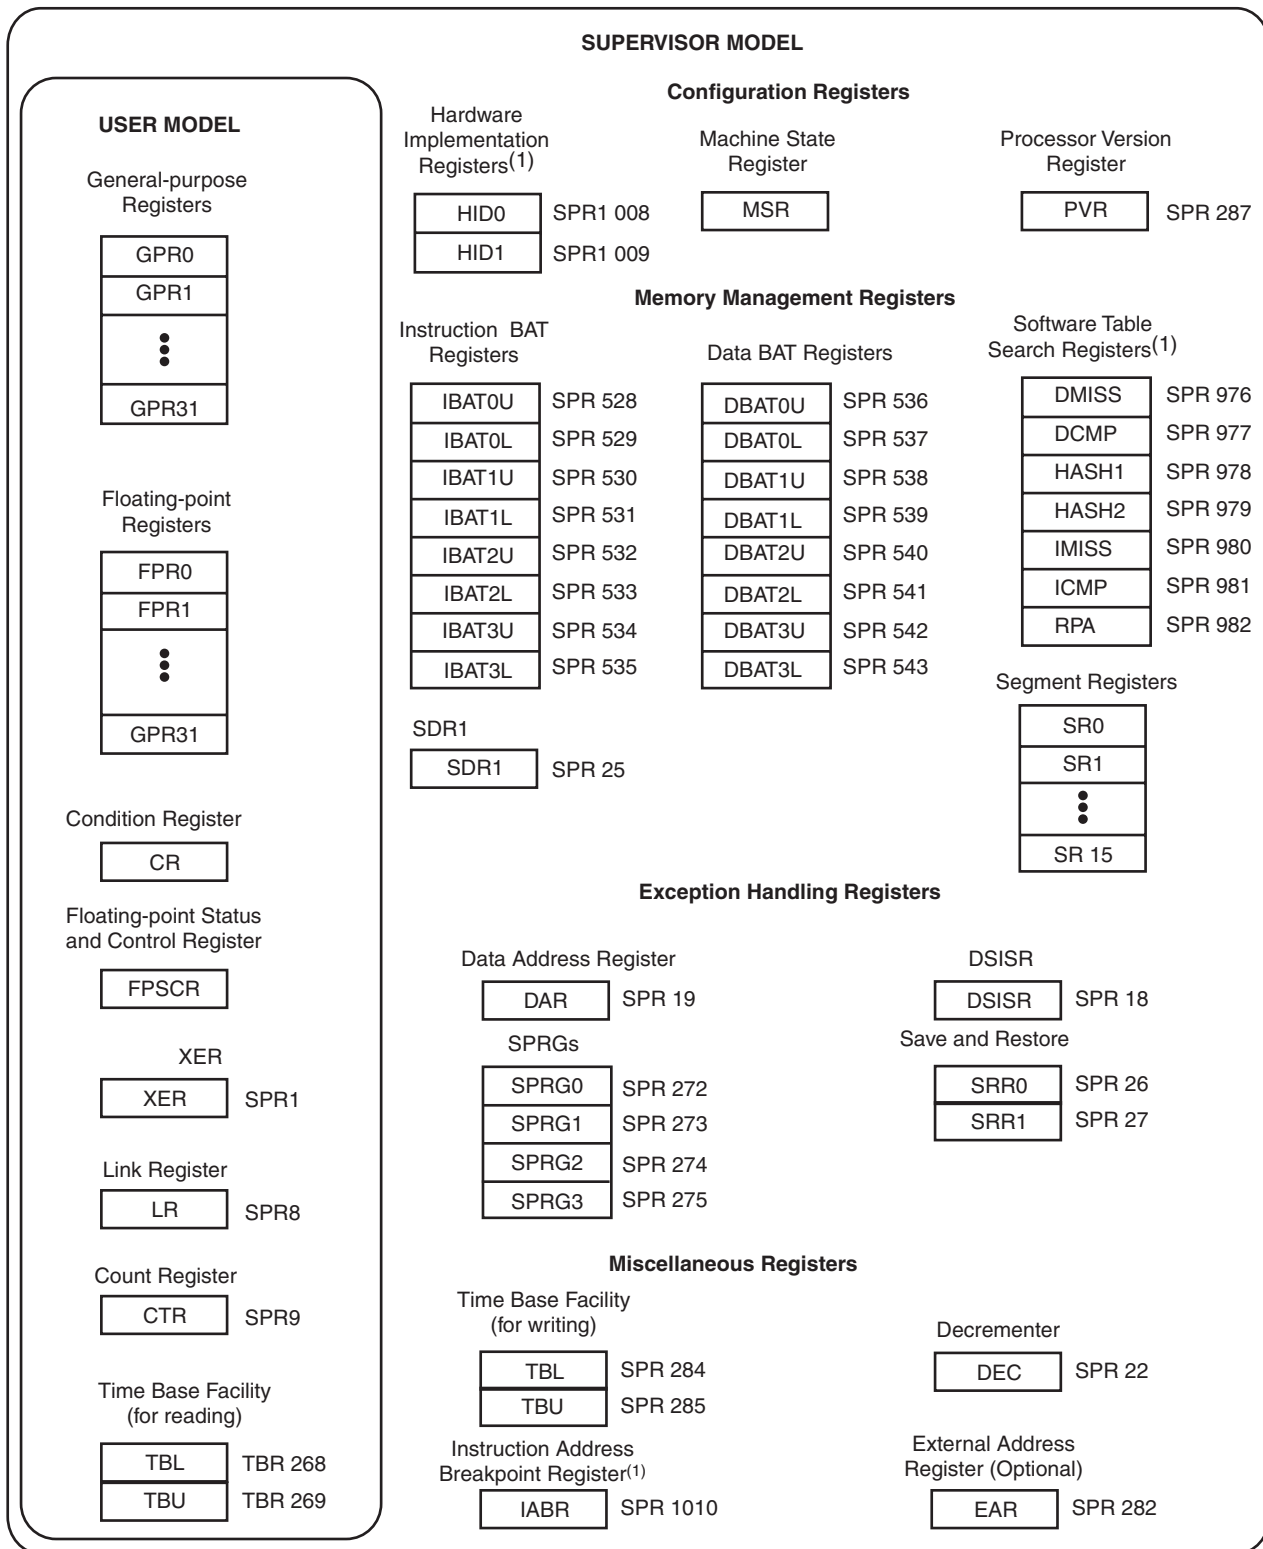 SUPERVISOR MODEL
USER MODEL
General-purpose
Registers
GPR0
GPR1
GPR31
Floating-point
Registers
FPR0
FPR1
GPR31
Condition Register
CR
Floating-point Status
and Control Register
FPSCR
XER
XER SPR1
Link Register
LR SPR8
Count Register
CTR SPR9
Time Base Facility
(for reading)
TBL TBR 268
TBU TBR 269
Configuration Registers
Hardware
Implementation
Registers(1)
HID0 SPR1 008
HID1 SPR1 009
Machine State
Register
MSR
Processor Version
Register
PVR SPR 287
Memory Management Registers
Instruction BAT
Registers
IBAT0U SPR 528
IBAT0L SPR 529
IBAT1U SPR 530
IBAT1L SPR 531
IBAT2U SPR 532
IBAT2L SPR 533
IBAT3U SPR 534
IBAT3L SPR 535
SDR1
SDR1 SPR 25
Data BAT Registers
DBAT0U SPR 536
DBAT0L SPR 537
DBAT1U SPR 538
DBAT1L SPR 539
DBAT2U SPR 540
DBAT2L SPR 541
DBAT3U SPR 542
DBAT3L SPR 543
Software Table
Search Registers(1)
DMISS SPR 976
DCMP SPR 977
HASH1 SPR 978
HASH2 SPR 979
IMISS SPR 980
ICMP SPR 981
RPA SPR 982
Segment Registers
SR0
SR1
SR 15
Exception Handling Registers
Data Address Register
DAR SPR 19
SPRGs
SPRG0 SPR 272
SPRG1 SPR 273
SPRG2 SPR 274
SPRG3 SPR 275
DSISR
DSISR SPR 18
Save and Restore
SRR0 SPR 26
SRR1 SPR 27
Miscellaneous Registers
Time Base Facility
(for writing)
TBL SPR 284
TBU SPR 285
Instruction Address
Breakpoint Register(1)
IABR SPR 1010
Decrementer
DEC SPR 22
External Address
Register (Optional)
EAR SPR 282